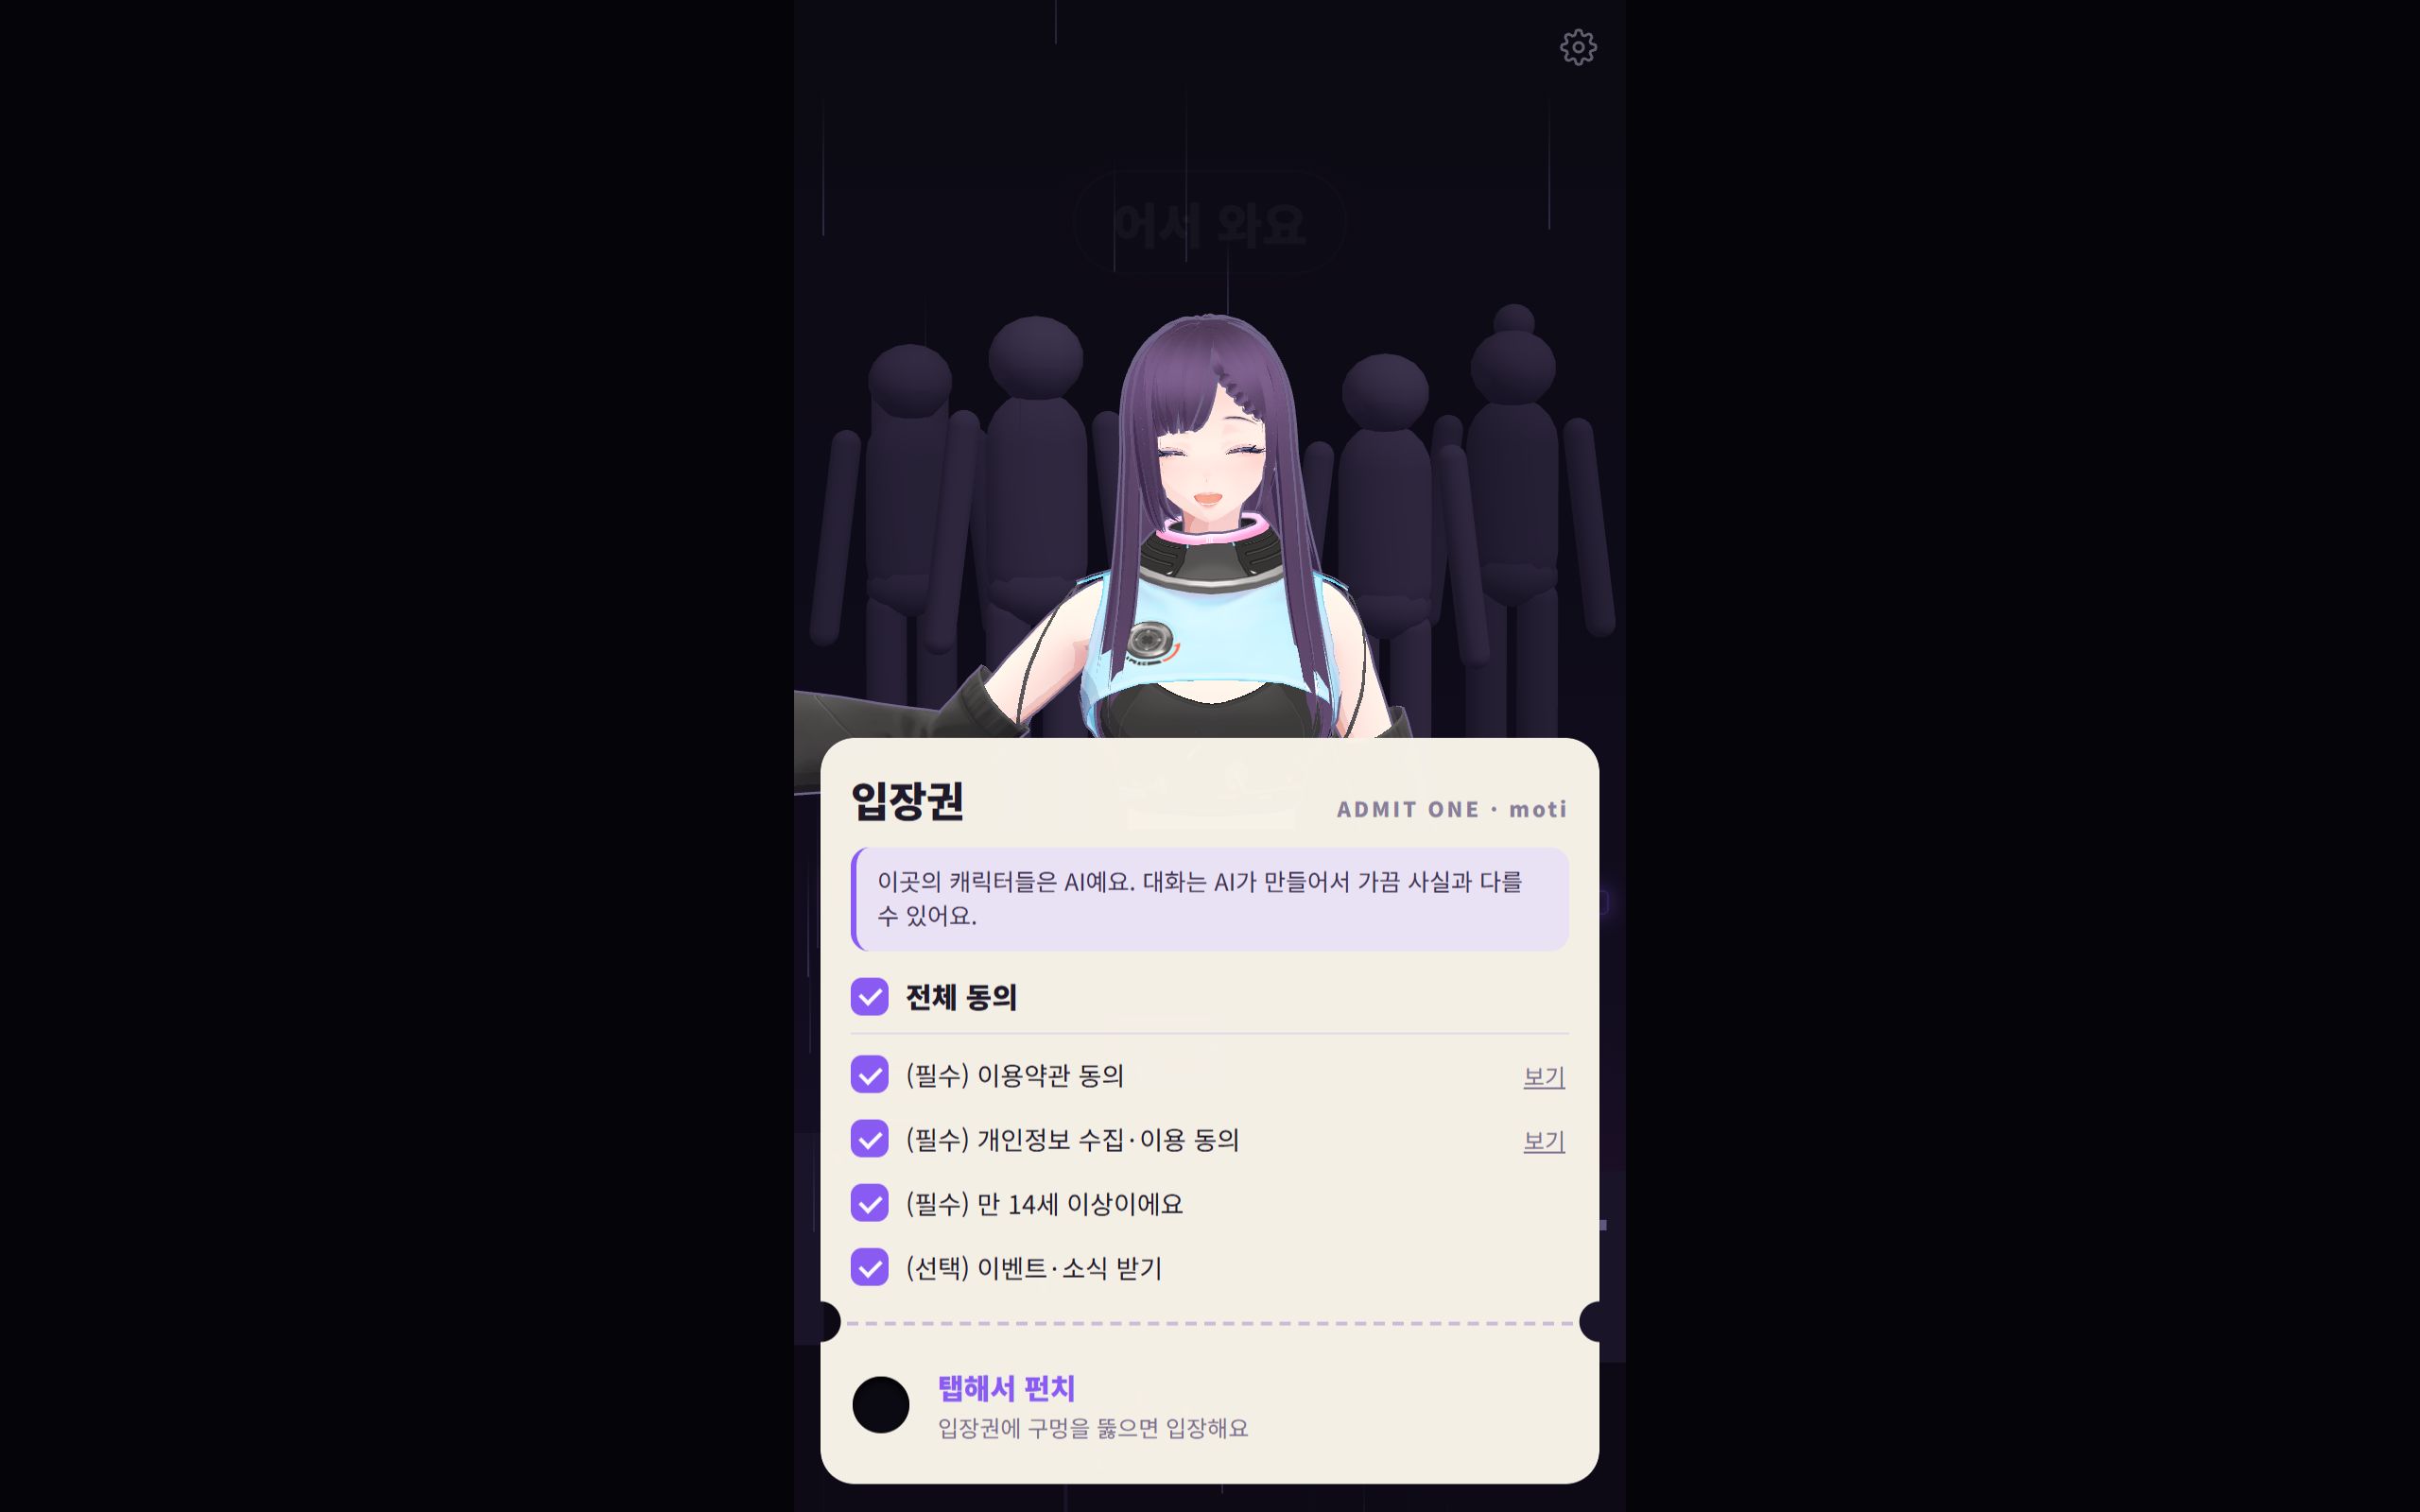 어서 와요
입장권
ADMIT ONE · moti
이곳의 캐릭터들은 AI예요. 대화는 AI가 만들어서 가끔 사실과 다를
수 있어요.
전체 동의
(필수) 이용약관 동의 보기
(필수) 개인정보 수집·이용 동의 보기
(필수) 만 14세 이상이에요
(선택) 이벤트·소식 받기
탭해서 펀치
입장권에 구멍을 뚫으면 입장해요